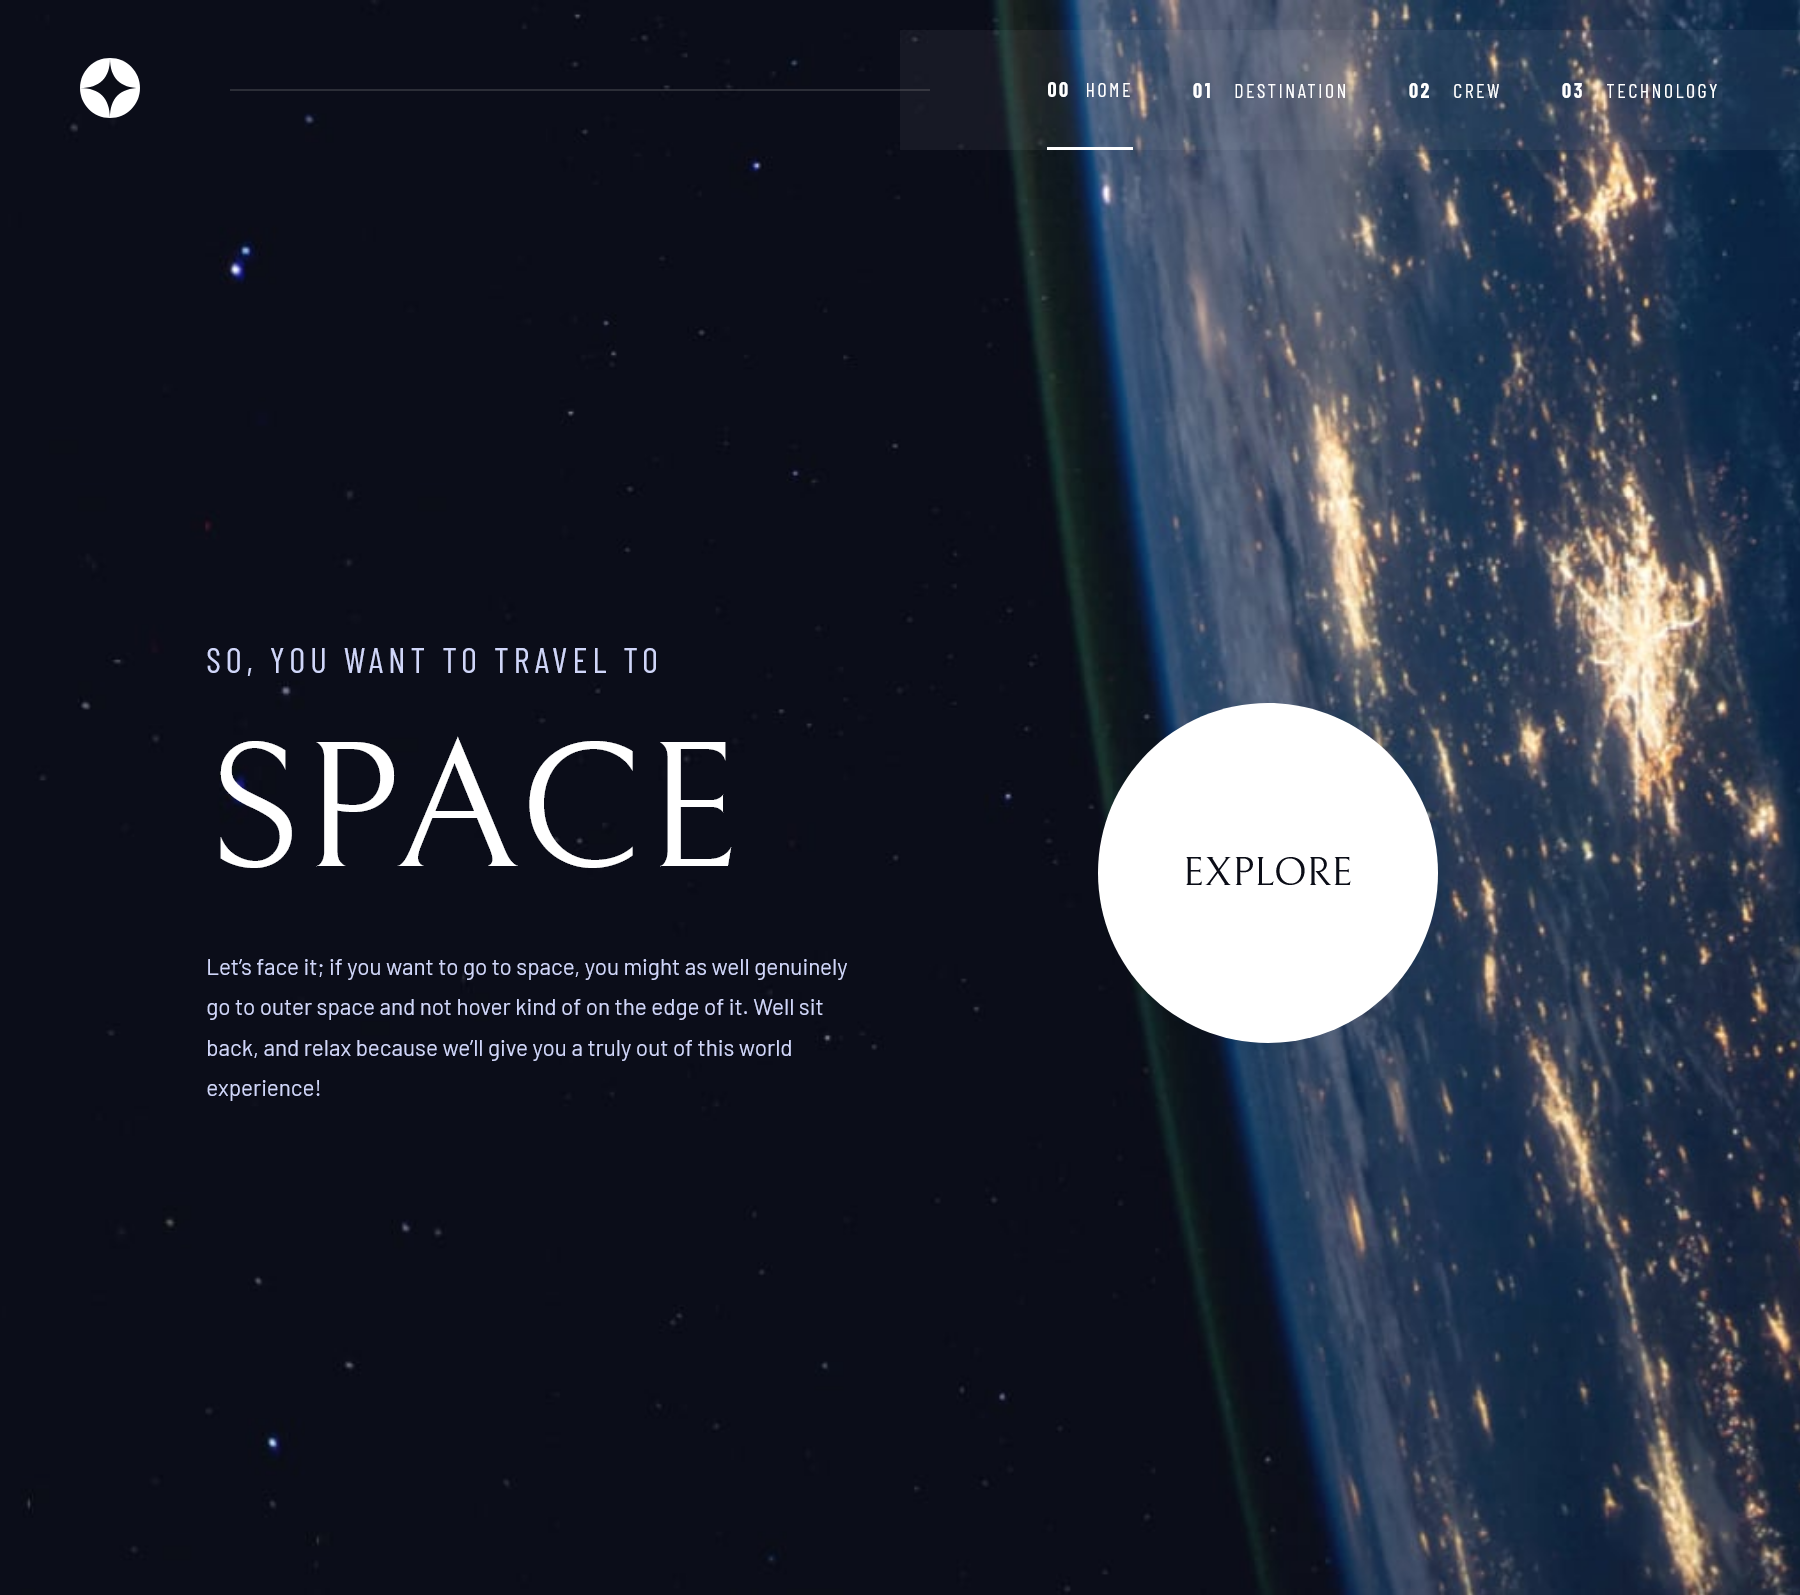 00 HOME 01 DESTINATION 02 CREW 03 TECHNOLOGY
SO, YOU WANT TO TRAVEL TO
SPACE
Let’s face it; if you want to go to space, you might as well genuinely
go to outer space and not hover kind of on the edge of it. Well sit
back, and relax because we’ll give you a truly out of this world
experience!
EXPLORE